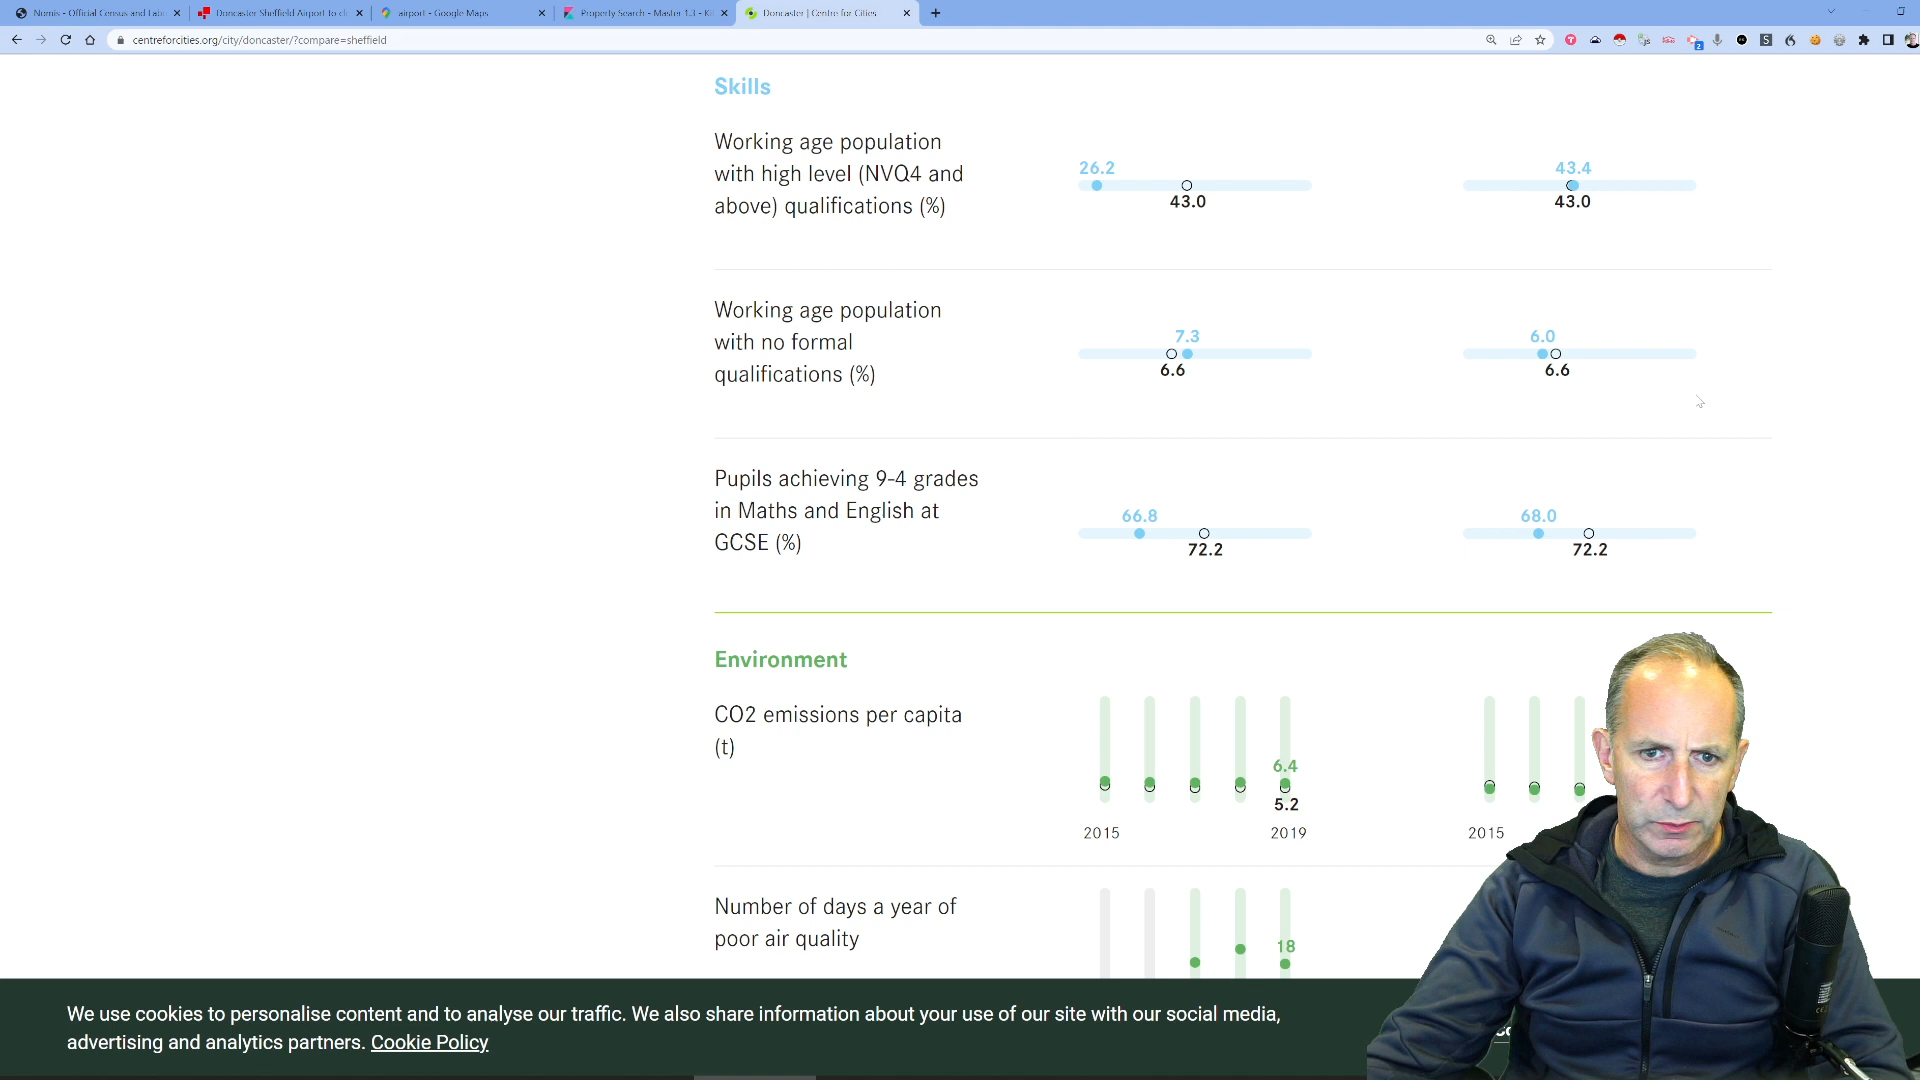 Nomis - Official Census and Labo
Doncaster Sheffield Airport to clo
airport - Google Maps
Property Search - Master 1.3 - Ki
Doncaster | Centre for Cities
centreforcities.org/city/doncaster/?compare=sheffield
Skills
Working age population
with high level (NVQ4 and
above) qualifications (%)
26.2
43.0
43.4
43.0
Working age population
with no formal
qualifications (%)
7.3
6.6
6.0
6.6
Pupils achieving 9-4 grades
in Maths and English at
GCSE (%)
66.8
72.2
68.0
72.2
Environment
CO2 emissions per capita
(t)
6.4
5.2
2015
2019
2015
Number of days a year of
poor air quality
18
We use cookies to personalise content and to analyse our traffic. We also share information about your use of our site with our social media,
advertising and analytics partners. Cookie Policy